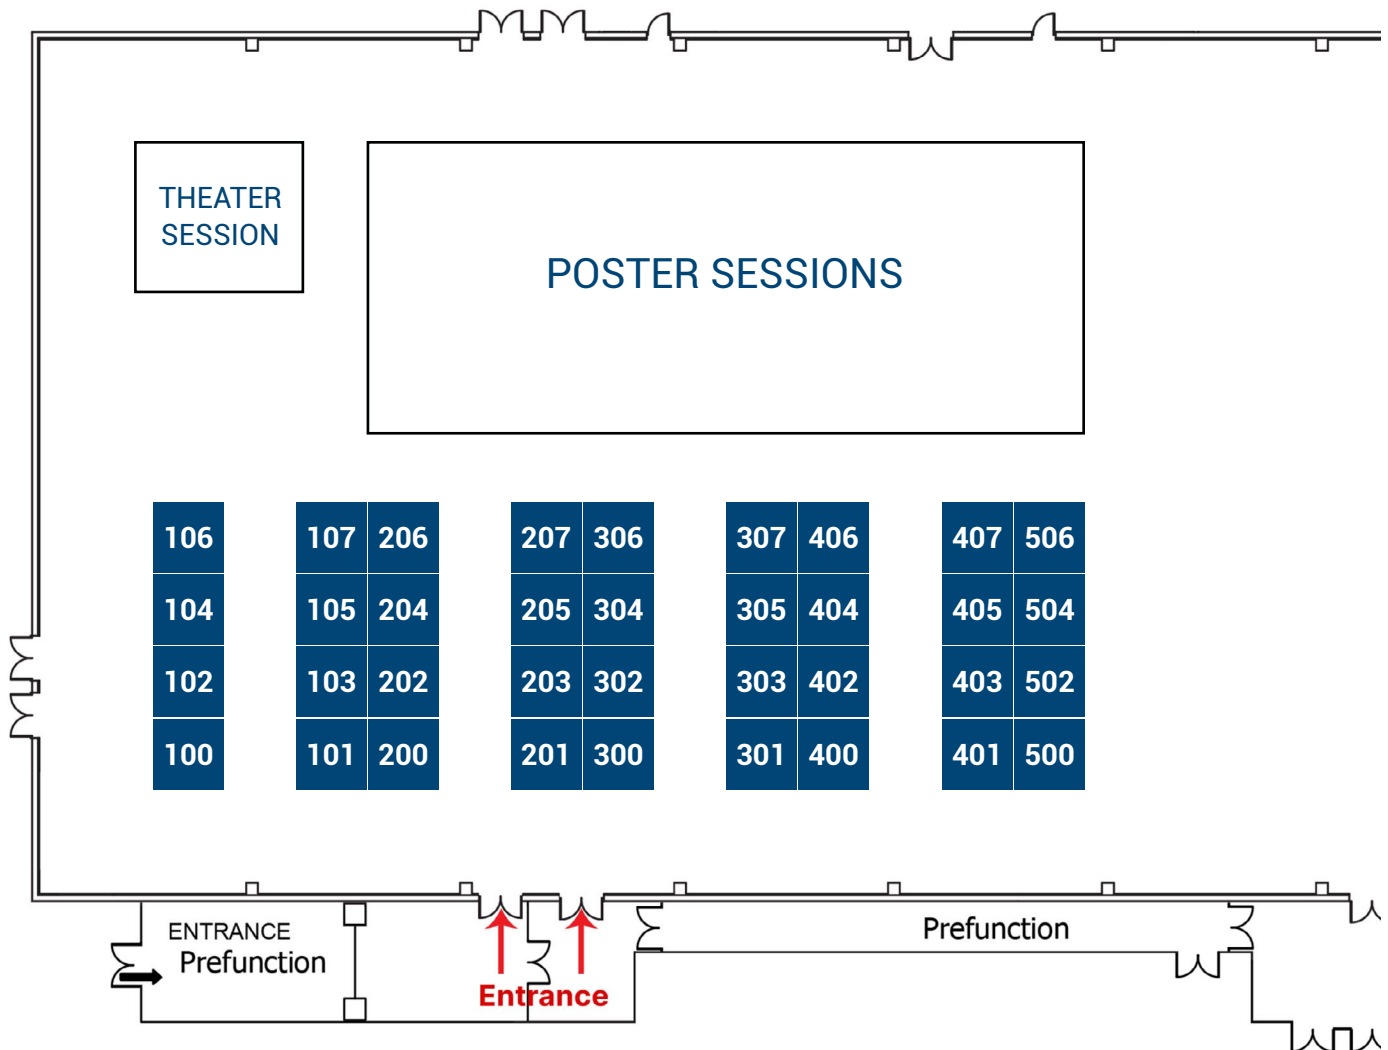 THEATER
SESSION
POSTER SESSIONS
106 107 206 207 306 307 406 407 506
104 105 204 205 304 305 404 405 504
102 103 202 203 302 303 402 403 502
100 101 200 201 300 301 400 401 500
ENTRANCE
Prefunction
Prefunction
Entrance